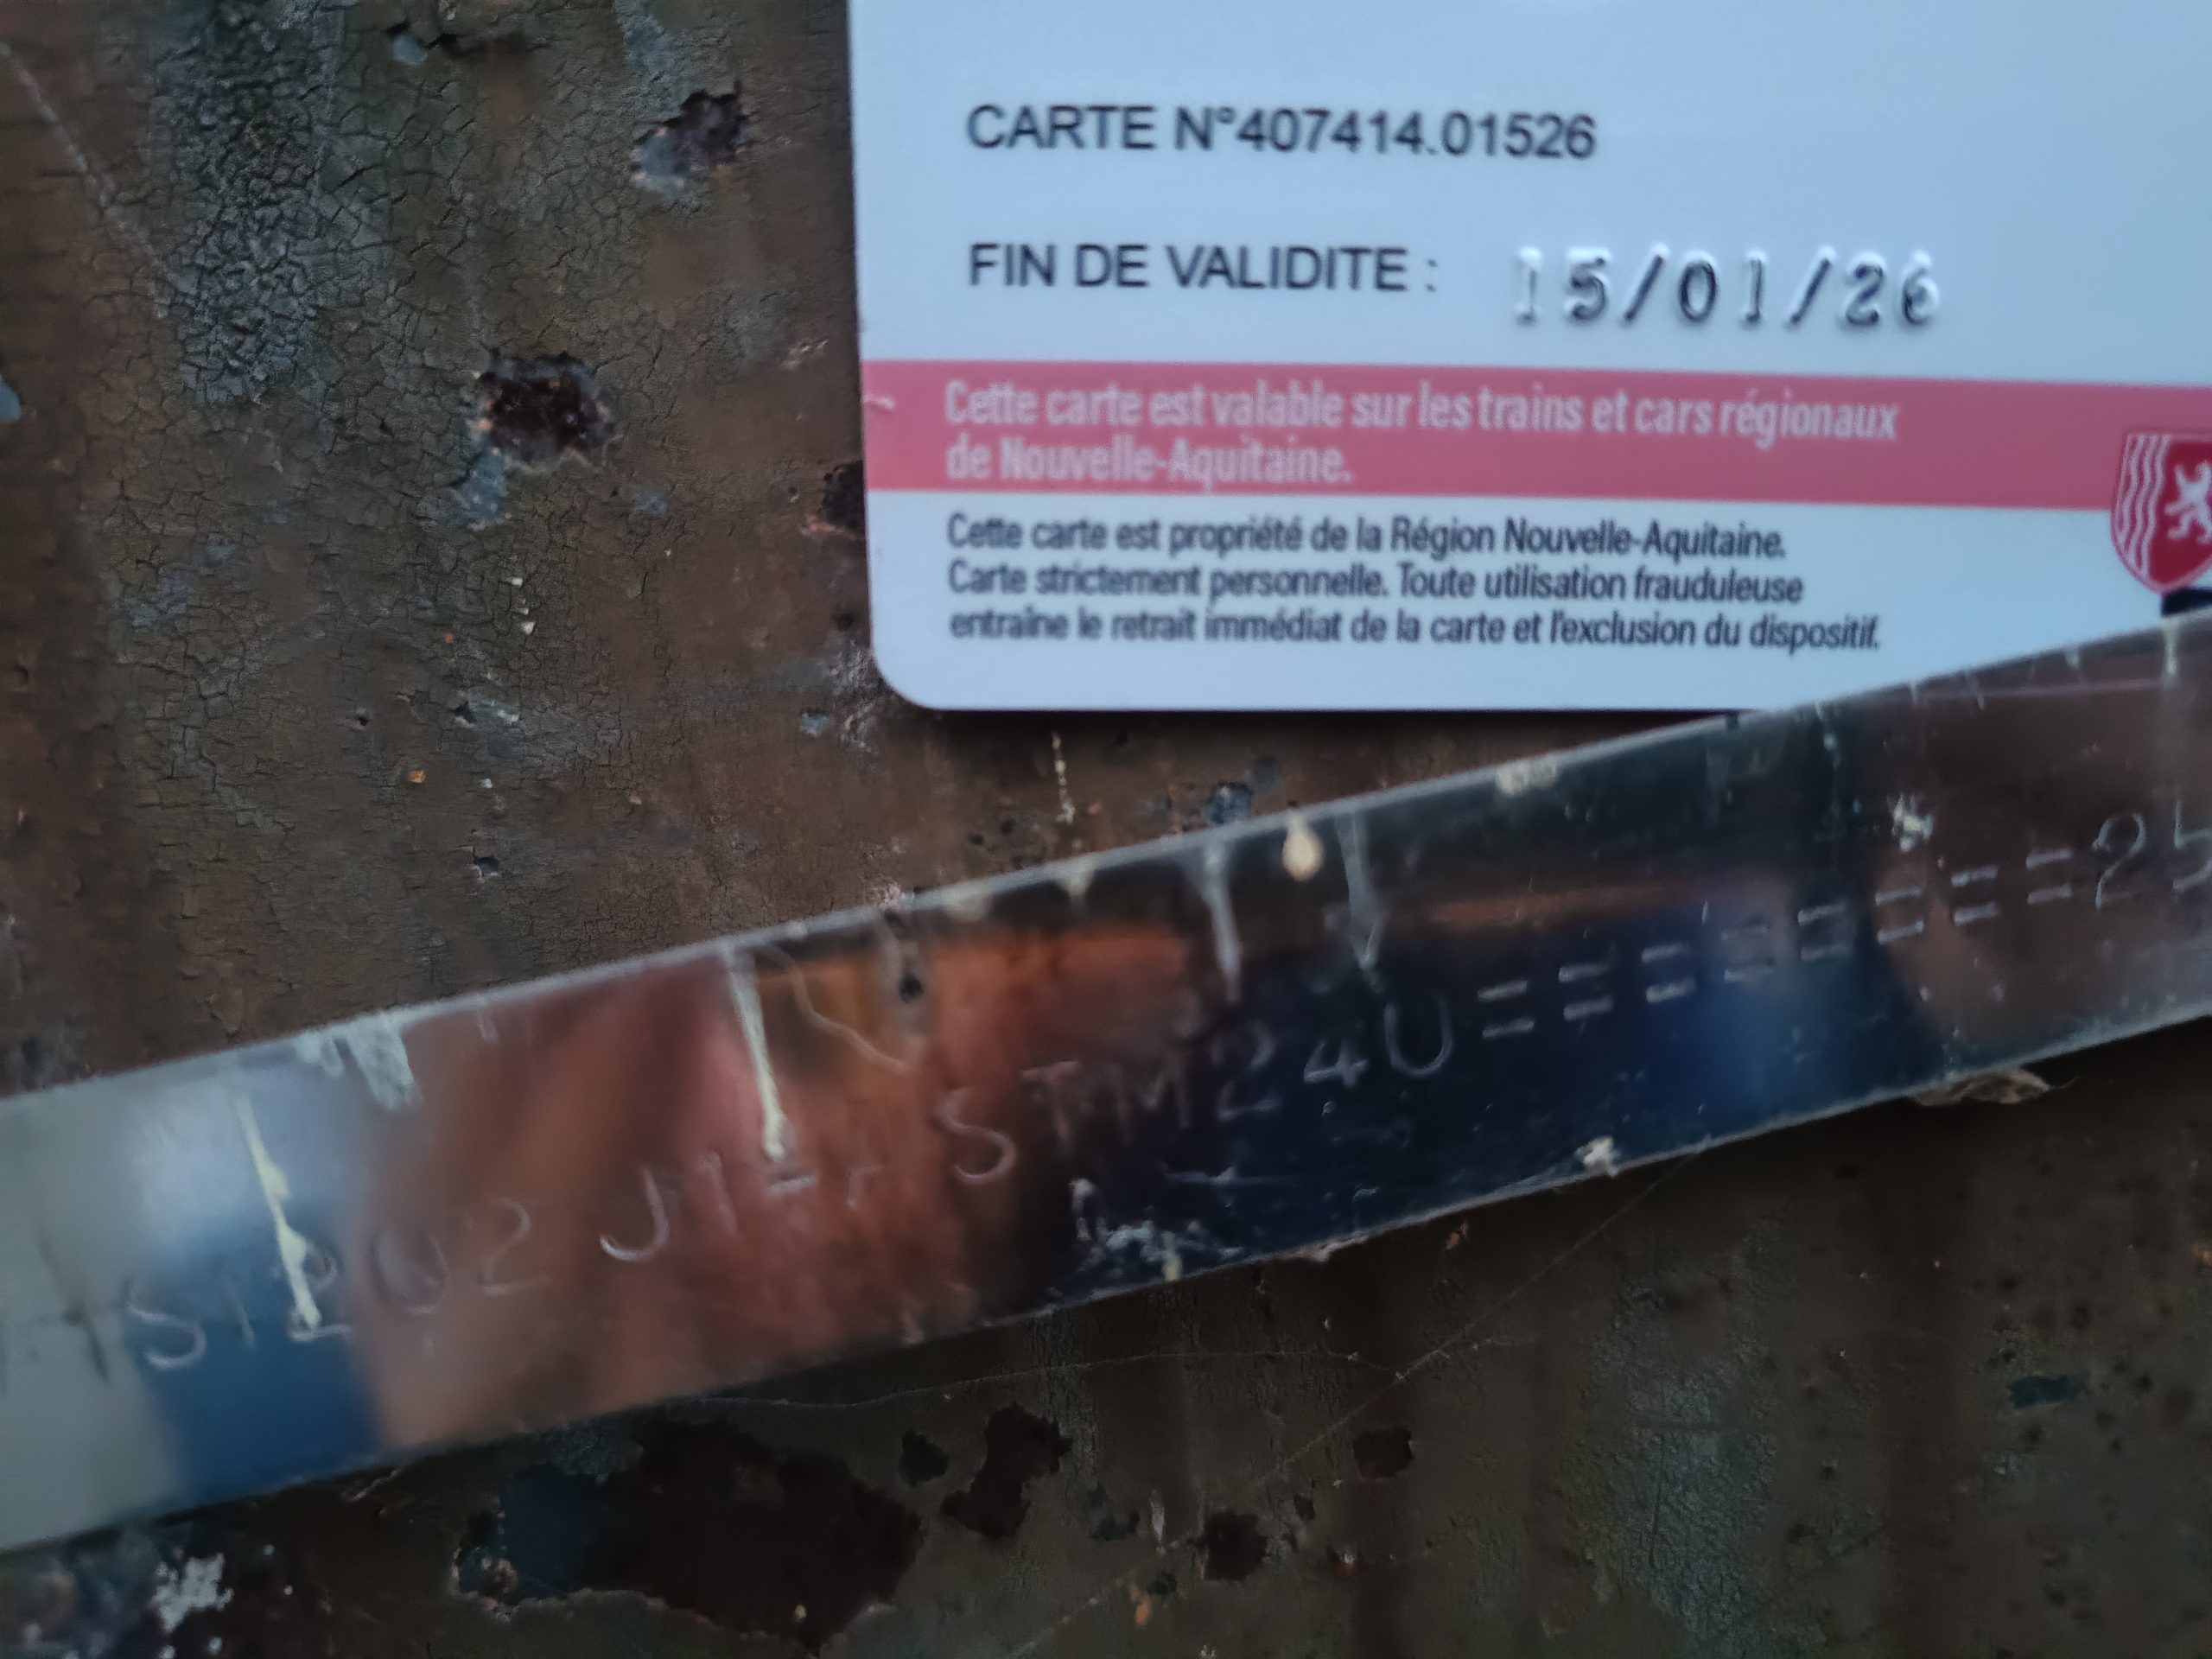 CARTE N°407414.01526
FIN DE VALIDITE : 15/01/26
Cette carte est valable sur les trains et cars régionaux
de Nouvelle-Aquitaine.
Cette carte est propriété de la Région Nouvelle-Aquitaine.
Carte strictement personnelle. Toute utilisation frauduleuse
entraîne le retrait immédiat de la carte et l'exclusion du dispositif.
STM24U========25